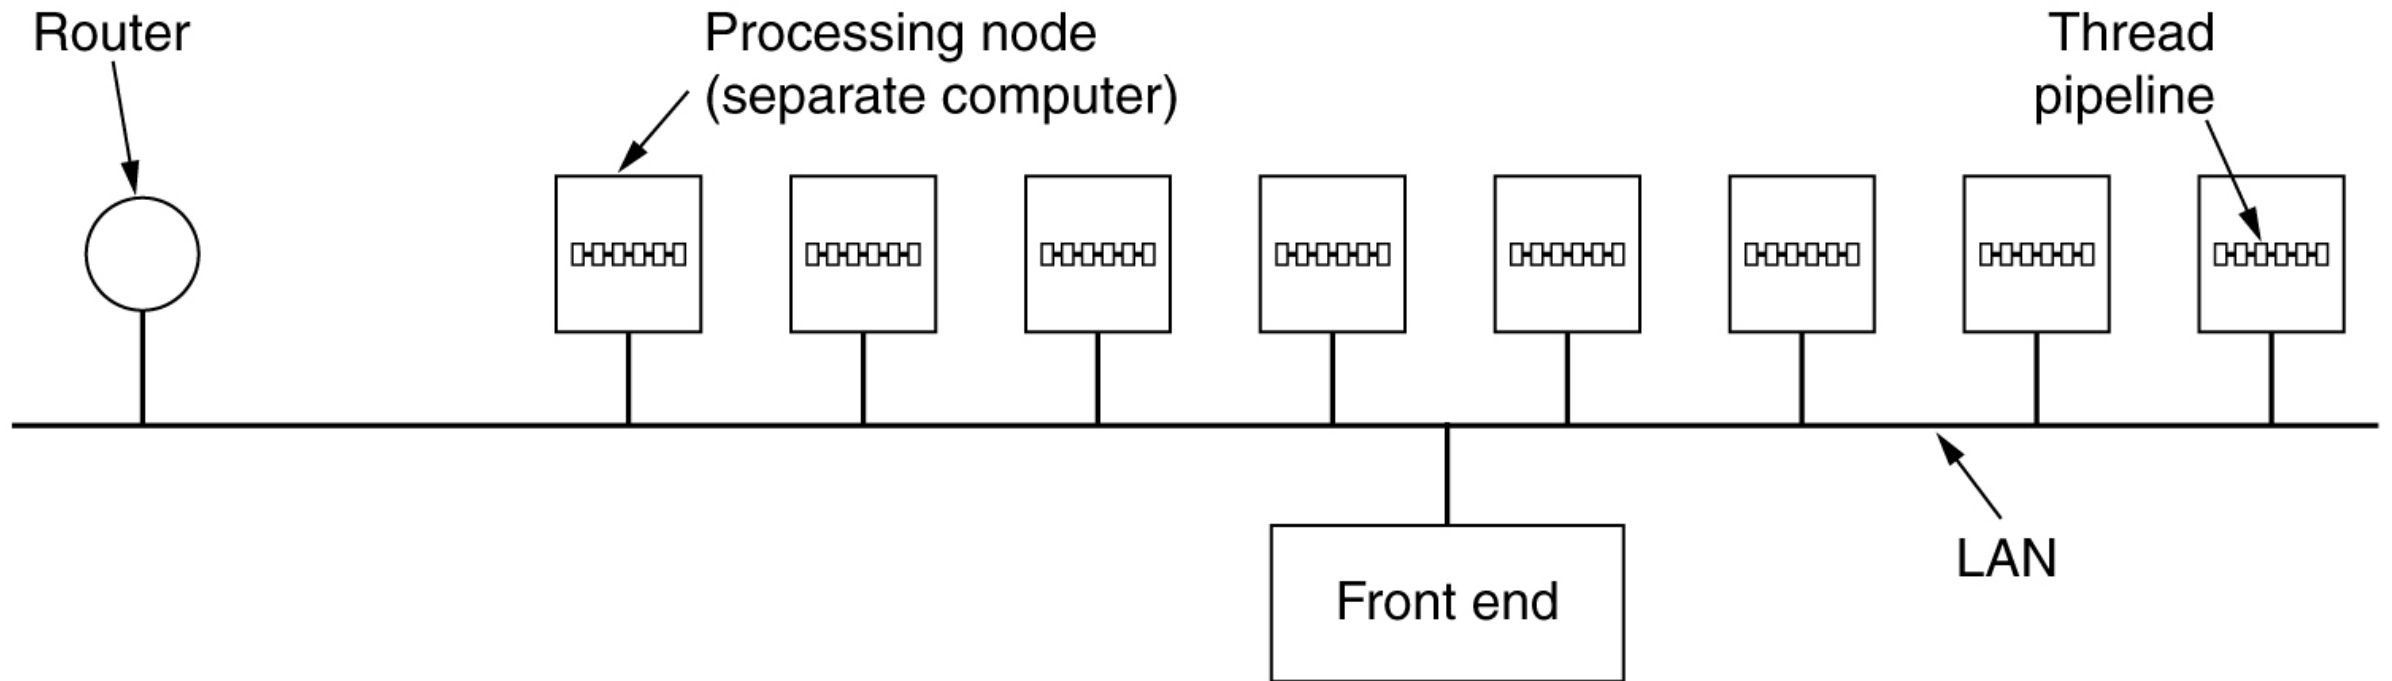 Router
Processing node
(separate computer)
Thread
pipeline
LAN
Front end